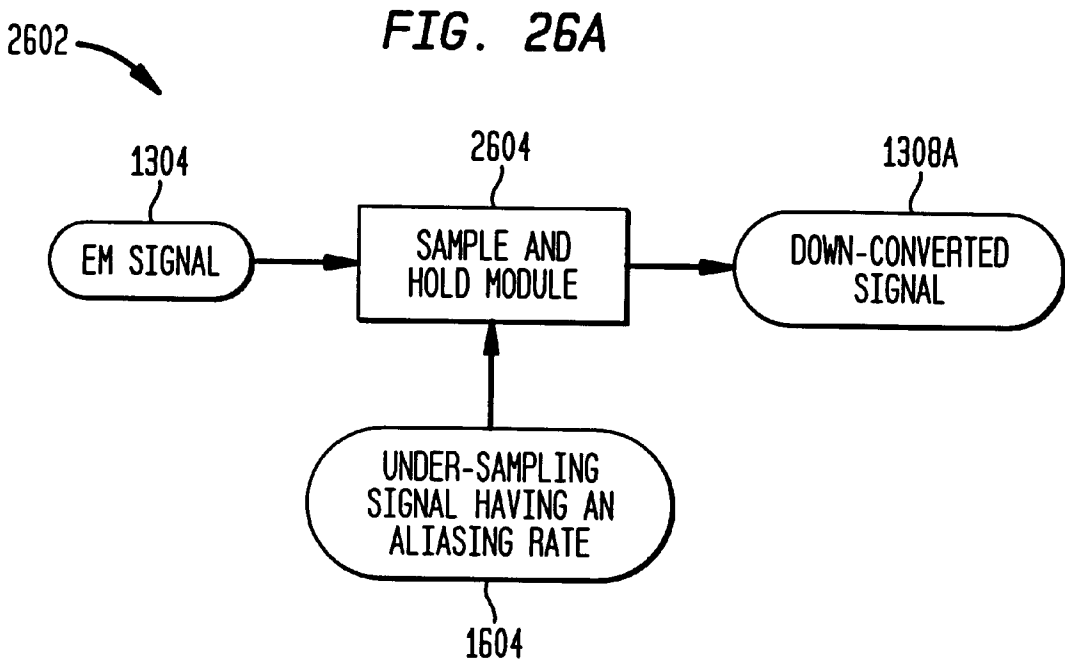 FIG. 26A
2602
1304
2604
1308A
EM SIGNAL
SAMPLE AND
HOLD MODULE
DOWN-CONVERTED
SIGNAL
UNDER-SAMPLING
SIGNAL HAVING AN
ALIASING RATE
1604